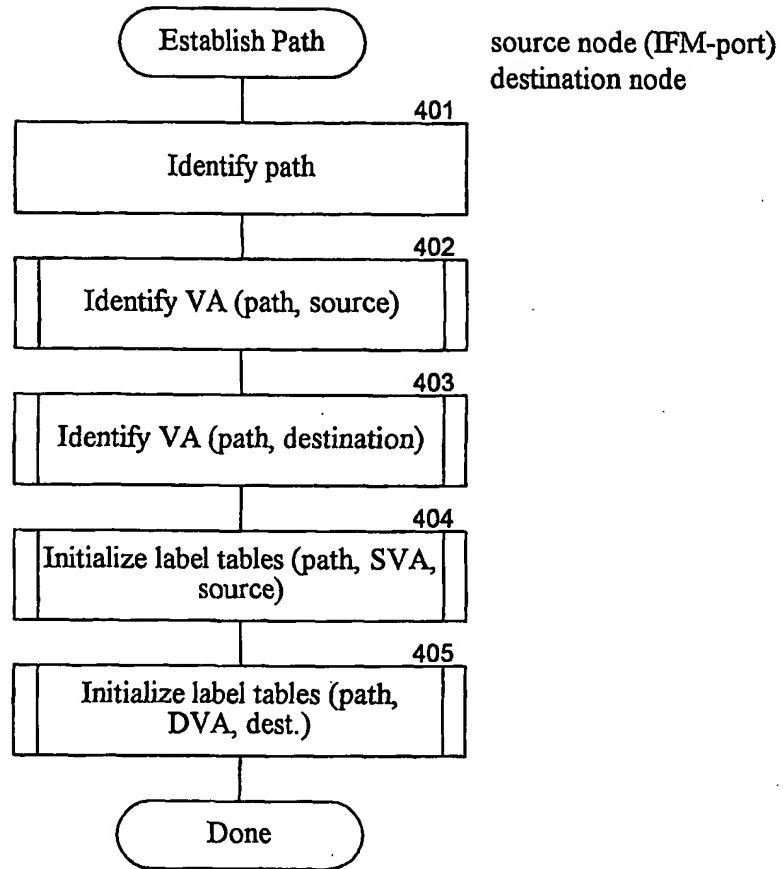 Establish Path
source node (IFM-port)
destination node
401
Identify path
402
Identify VA (path, source)
403
Identify VA (path, destination)
404
Initialize label tables (path, SVA,
source)
405
Initialize label tables (path,
DVA, dest.)
Done